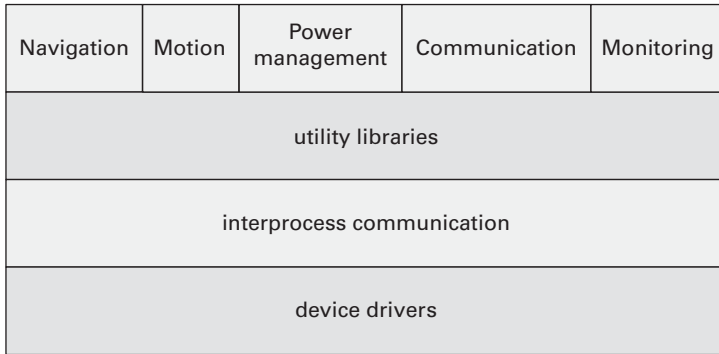 Navigation
Motion
Power
management
Communication
Monitoring
utility libraries
interprocess communication
device drivers